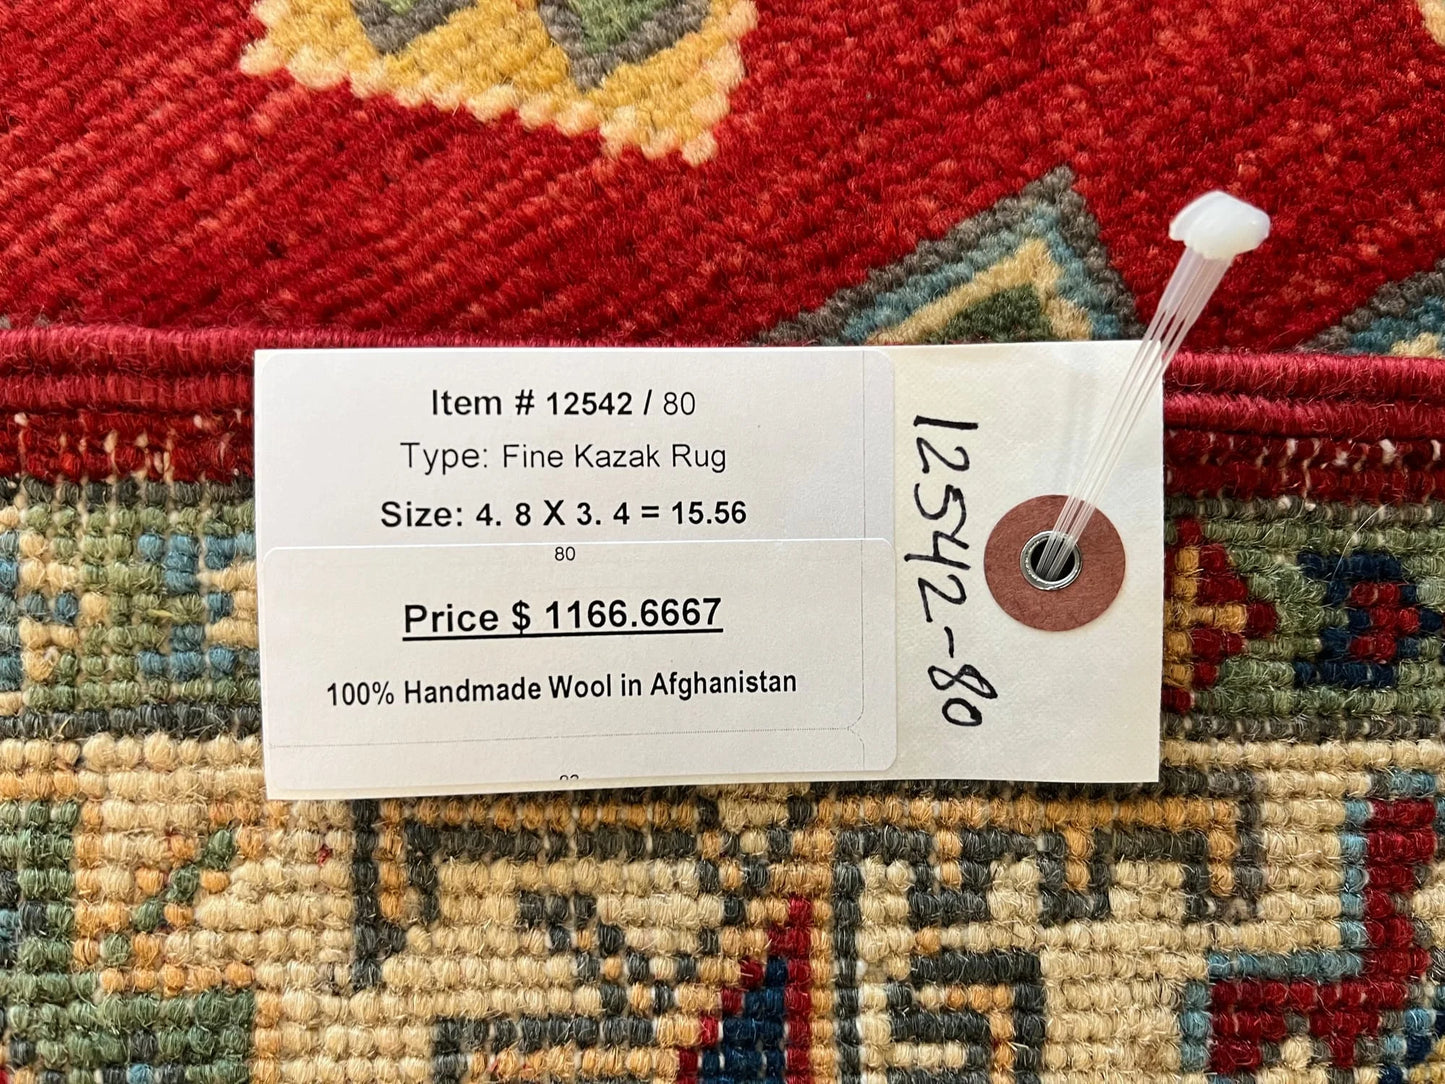 Item # 12542 / 80
Type: Fine Kazak Rug
Size: 4. 8 X 3. 4 = 15.56
80
Price $ 1166.6667
100% Handmade Wool in Afghanistan
12542-80